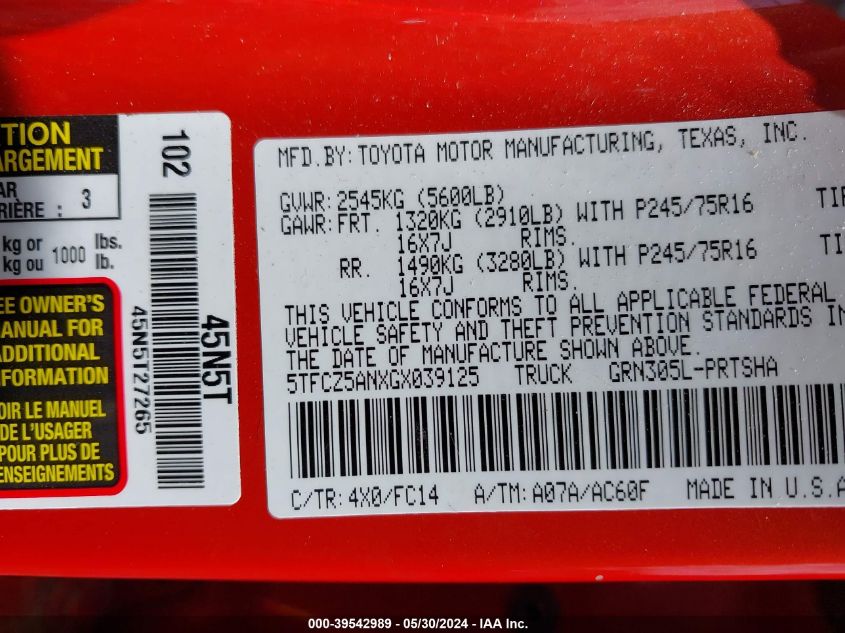 TION
ARGEMENT
AR
RIÈRE : 3
kg or 1000 lbs.
kg ou lb.
EE OWNER'S
ANUAL FOR
ADDITIONAL
FORMATION
OIR LE MANUEL
DE L'USAGER
POUR PLUS DE
ENSEIGNEMENTS
102
45N5T27265
45N5T
MFD.BY:TOYOTA MOTOR MANUFACTURING, TEXAS, INC.
GVWR:2545KG (5600LB)
GAWR:FRT. 1320KG (2910LB) WITH P245/75R16 TI
16X7J RIMS.
RR. 1490KG (3280LB) WITH P245/75R16 TI
16X7J RIMS.
THIS VEHICLE CONFORMS TO ALL APPLICABLE FEDERAL
VEHICLE SAFETY AND THEFT PREVENTION STANDARDS IN
THE DATE OF MANUFACTURE SHOWN ABOVE.
5TFCZ5ANXGX039125 TRUCK GRN305L-PRTSHA
C/TR:4X0/FC14 A/TM:A07A/AC60F MADE IN U.S.A
000-39542989 - 05/30/2024 - IAA Inc.